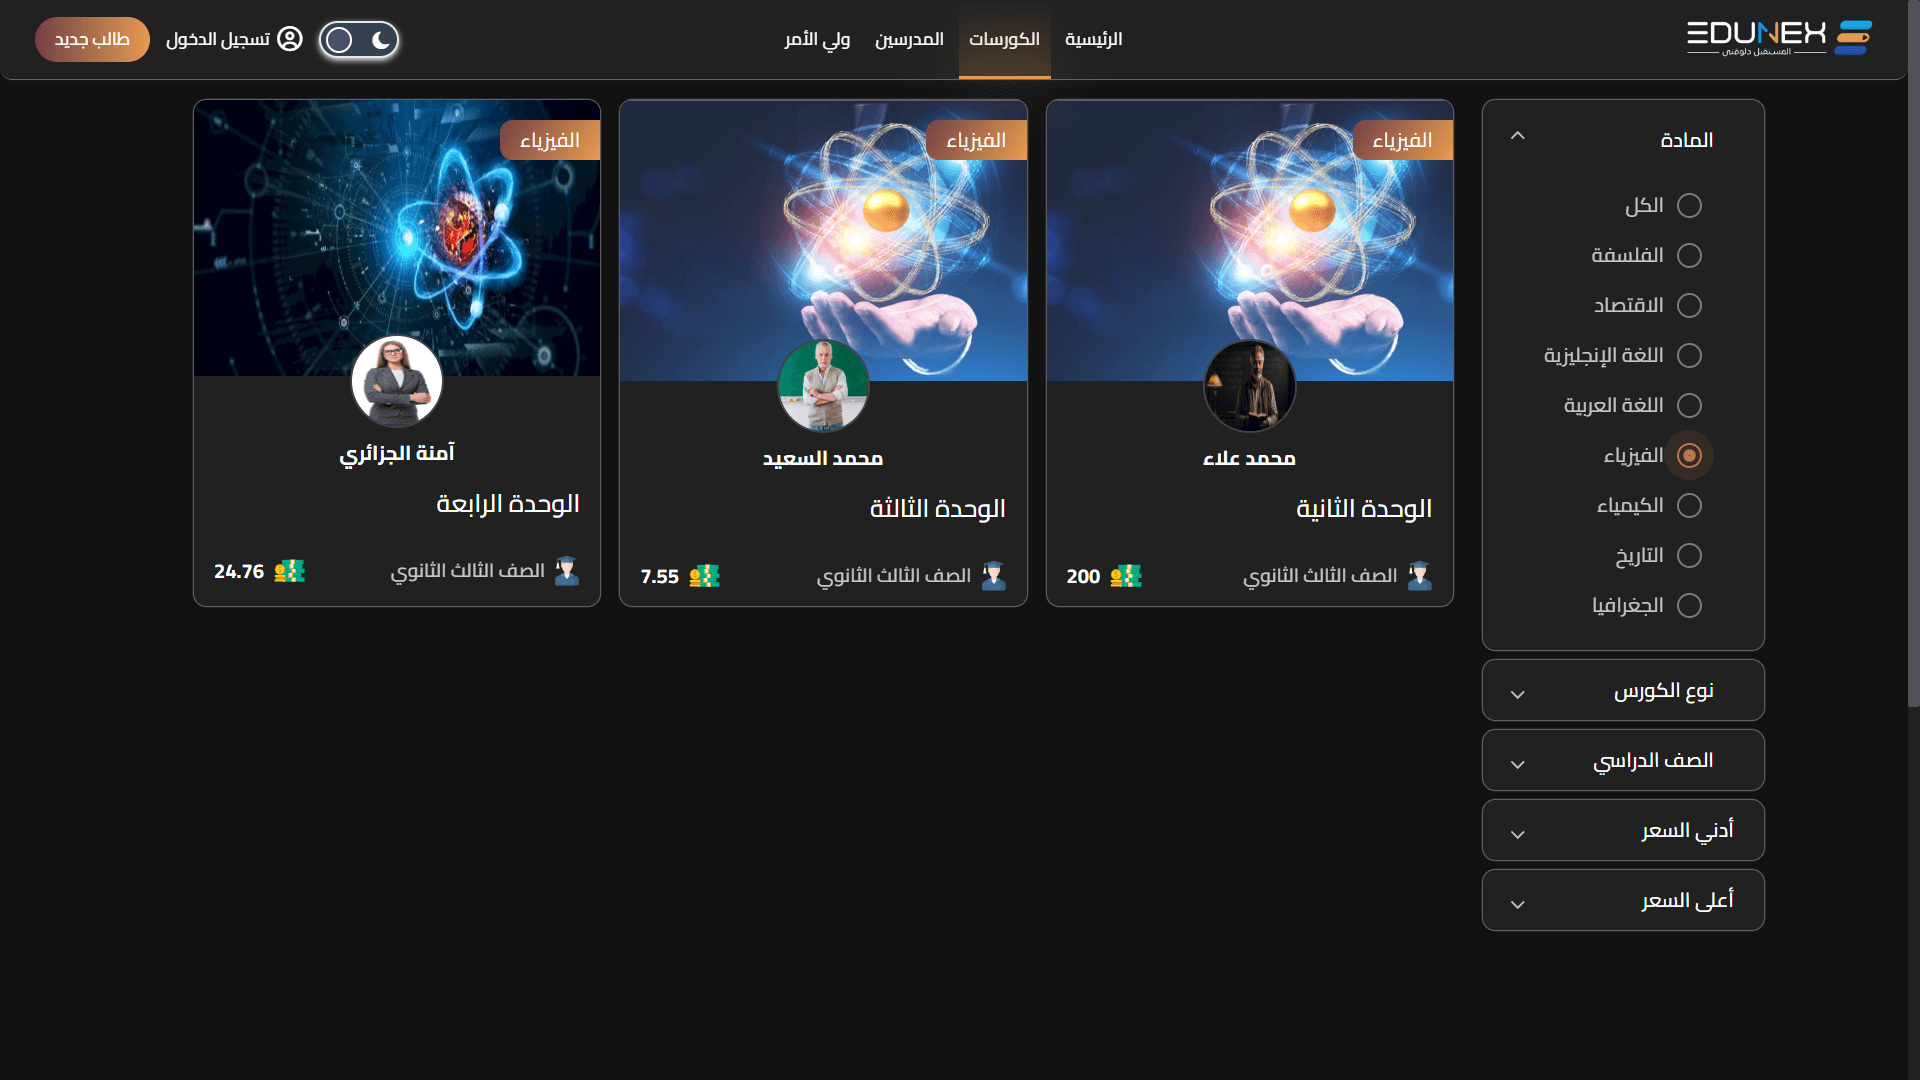 EDUNEX
المستقبل دلوقتي
الرئيسية
الكورسات
المدرسين
ولي الأمر
تسجيل الدخول
طالب جديد
المادة
الكل
الفلسفة
الاقتصاد
اللغة الإنجليزية
اللغة العربية
الفيزياء
الكيمياء
التاريخ
الجغرافيا
نوع الكورس
الصف الدراسي
أدني السعر
أعلى السعر
الفيزياء
محمد علاء
الوحدة الثانية
الصف الثالث الثانوي
200
الفيزياء
محمد السعيد
الوحدة الثالثة
الصف الثالث الثانوي
7.55
الفيزياء
آمنة الجزائري
الوحدة الرابعة
الصف الثالث الثانوي
24.76